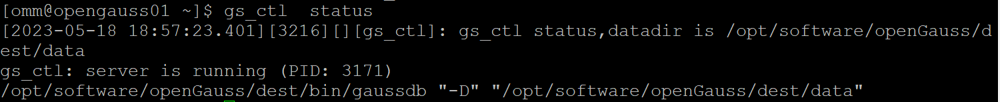 [omm@opengauss01 ~]$ gs_ctl  status
[2023-05-18 18:57:23.401][3216][][gs_ctl]: gs_ctl status,datadir is /opt/software/openGauss/d
est/data
gs_ctl: server is running (PID: 3171)
/opt/software/openGauss/dest/bin/gaussdb "-D" "/opt/software/openGauss/dest/data"